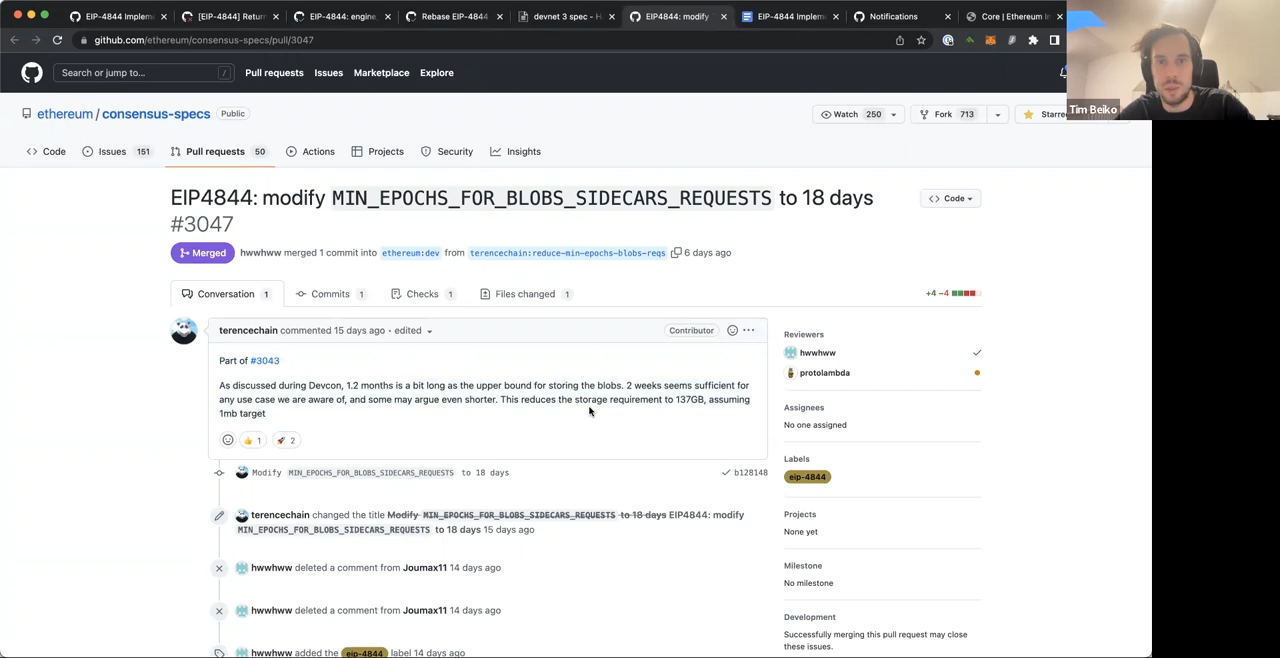 EIP-4844 Implem
[EIP-4844] Return
EIP-4844: engine,
Rebase EIP-4844
devnet 3 spec - H
EIP4844: modify
EIP-4844 Implem
Notifications
Core | Ethereum I
github.com/ethereum/consensus-specs/pull/3047
Search or jump to...
/
Pull requests
Issues
Marketplace
Explore
Tim Beiko
ethereum / consensus-specs
Public
Watch 250
Fork 713
Starre
Code
Issues 151
Pull requests 50
Actions
Projects
Security
Insights
EIP4844: modify MIN_EPOCHS_FOR_BLOBS_SIDECARS_REQUESTS to 18 days
#3047
Code
Merged
hwwhww merged 1 commit into ethereum:dev from terencechain:reduce-min-epochs-blobs-reqs 6 days ago
Conversation 1
Commits 1
Checks 1
Files changed 1
+4 −4
terencechain commented 15 days ago • edited
Contributor
Part of #3043
As discussed during Devcon, 1.2 months is a bit long as the upper bound for storing the blobs. 2 weeks seems sufficient for
any use case we are aware of, and some may argue even shorter. This reduces the storage requirement to 137GB, assuming
1mb target
1
2
Modify MIN_EPOCHS_FOR_BLOBS_SIDECARS_REQUESTS to 18 days
b128148
terencechain changed the title Modify MIN_EPOCHS_FOR_BLOBS_SIDECARS_REQUESTS to 18 days EIP4844: modify
MIN_EPOCHS_FOR_BLOBS_SIDECARS_REQUESTS to 18 days 15 days ago
hwwhww deleted a comment from Joumax11 14 days ago
hwwhww deleted a comment from Joumax11 14 days ago
hwwhww added the eip-4844 label 14 days ago
Reviewers
hwwhww
protolambda
Assignees
No one assigned
Labels
eip-4844
Projects
None yet
Milestone
No milestone
Development
Successfully merging this pull request may close
these issues.